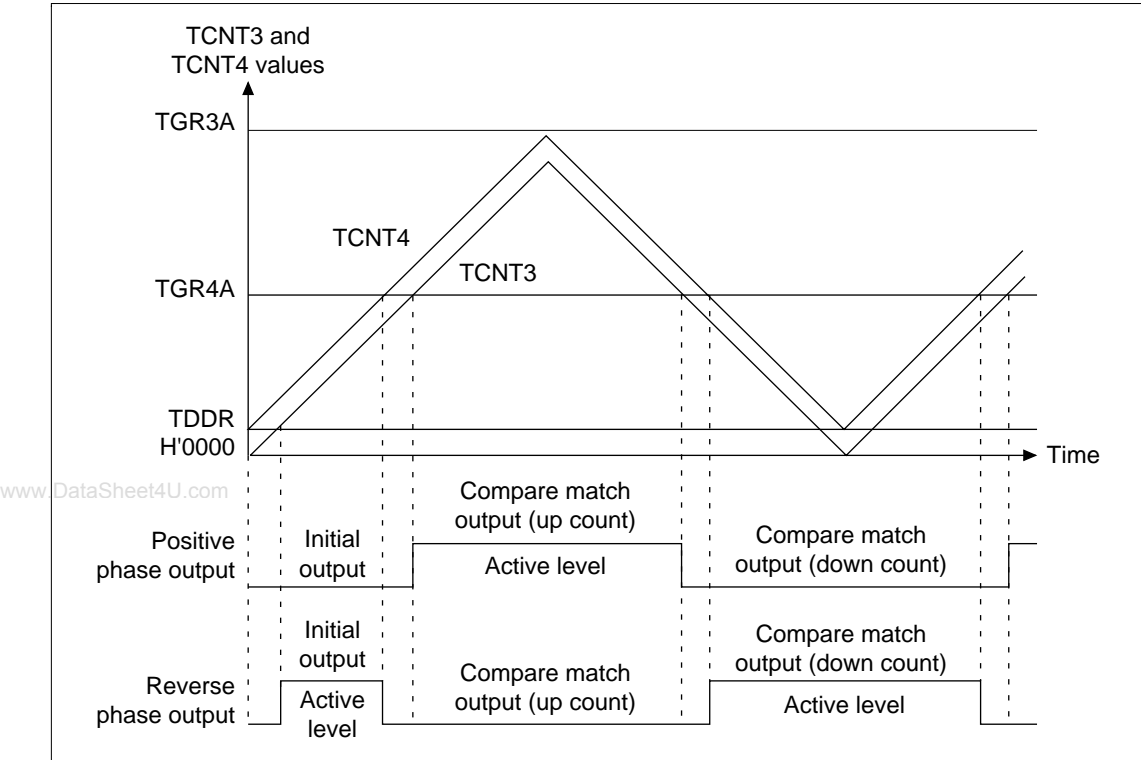 TCNT3 and
TCNT4 values
TGR3A
TCNT4
TCNT3
TGR4A
TDDR
H'0000
Time
www.DataSheet4U.com
Compare match
output (up count)
Positive
phase output
Initial
output
Active level
Compare match
output (down count)
Initial
output
Compare match
output (down count)
Reverse
phase output
Active
level
Compare match
output (up count)
Active level